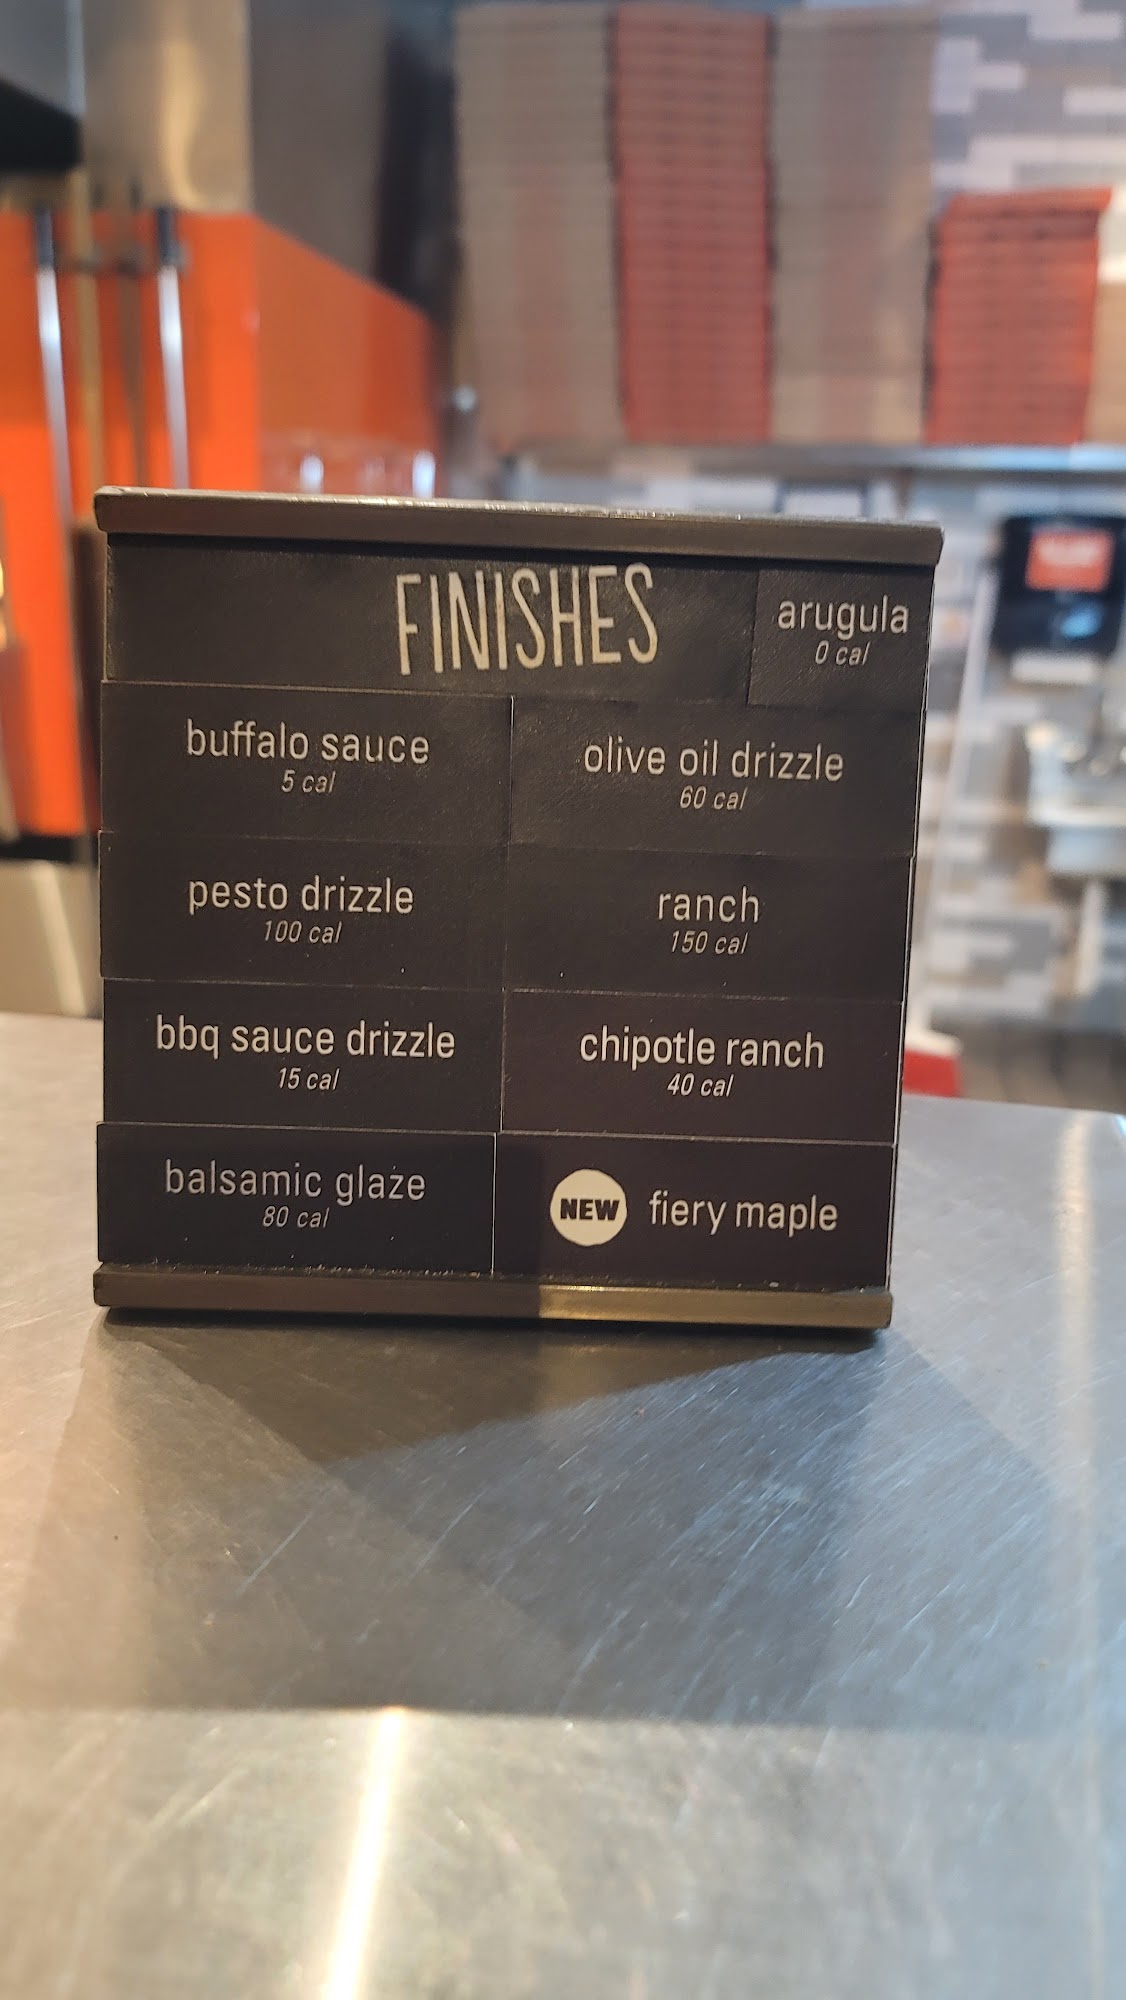 FINISHES
arugula
0 cal
buffalo sauce
5 cal
olive oil drizzle
60 cal
pesto drizzle
100 cal
ranch
150 cal
bbq sauce drizzle
15 cal
chipotle ranch
40 cal
balsamic glaze
80 cal
NEW fiery maple